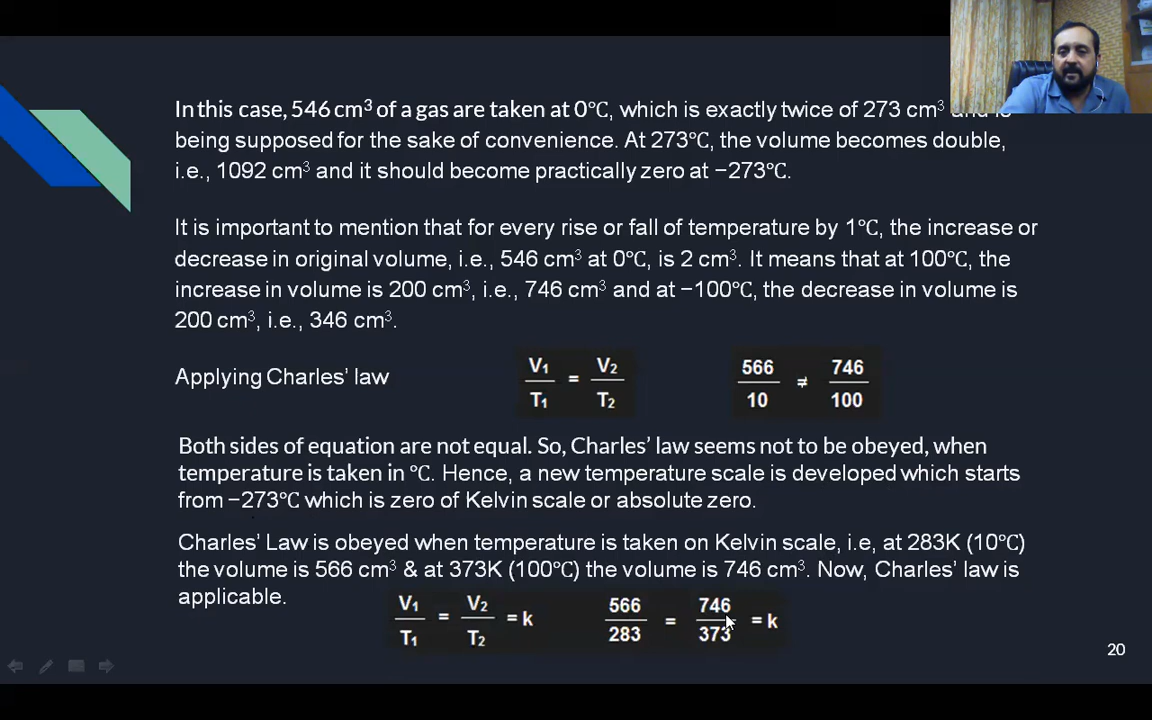 In this case, 546 cm³ of a gas are taken at 0°C, which is exactly twice of 273 cm³
being supposed for the sake of convenience. At 273°C, the volume becomes double,
i.e., 1092 cm³ and it should become practically zero at −273°C.
It is important to mention that for every rise or fall of temperature by 1°C, the increase or
decrease in original volume, i.e., 546 cm³ at 0°C, is 2 cm³. It means that at 100°C, the
increase in volume is 200 cm³, i.e., 746 cm³ and at −100°C, the decrease in volume is
200 cm³, i.e., 346 cm³.
Applying Charles’ law V₁/T₁ = V₂/T₂ 566/10 ≠ 746/100
Both sides of equation are not equal. So, Charles’ law seems not to be obeyed, when
temperature is taken in °C. Hence, a new temperature scale is developed which starts
from −273°C which is zero of Kelvin scale or absolute zero.
Charles’ Law is obeyed when temperature is taken on Kelvin scale, i.e, at 283K (10°C)
the volume is 566 cm³ & at 373K (100°C) the volume is 746 cm³. Now, Charles’ law is
applicable.
V₁/T₁ = V₂/T₂ = k 566/283 = 746/373 = k
20